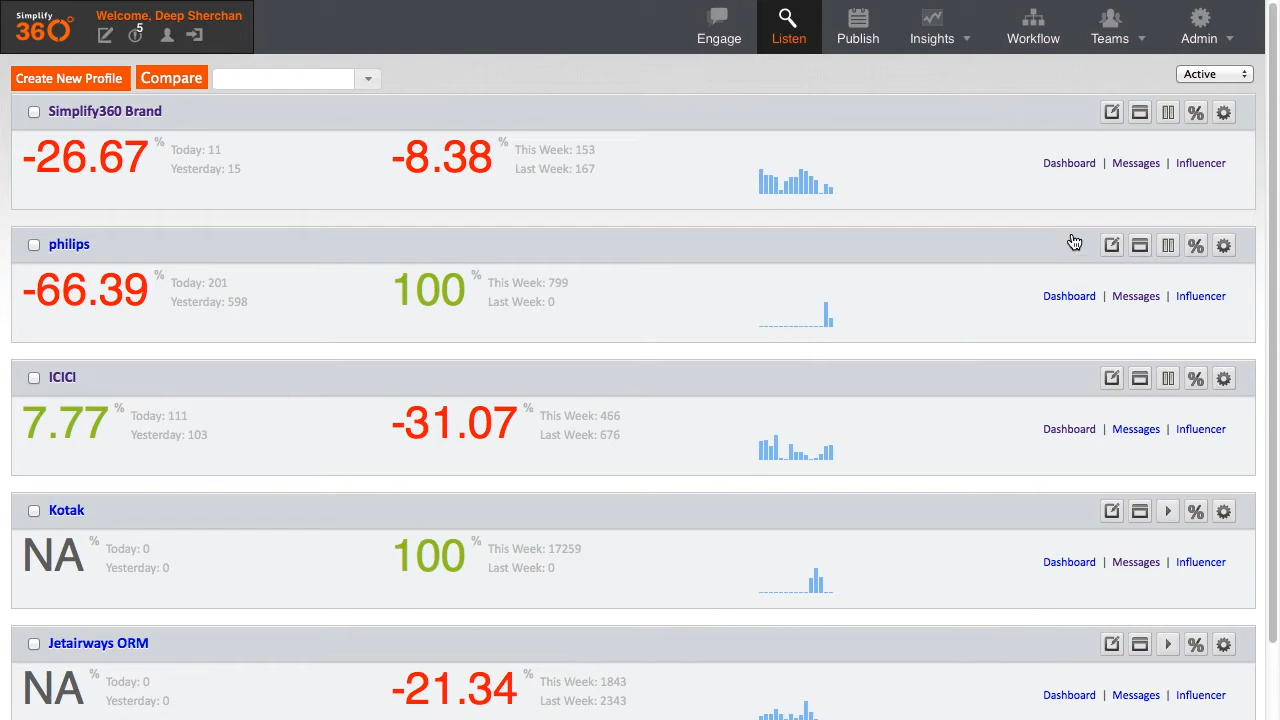 Simplify
360
Welcome, Deep Sherchan
5
Engage
Listen
Publish
Insights
Workflow
Teams
Admin
Create New Profile
Compare
Active
Simplify360 Brand
-26.67 %
Today: 11
Yesterday: 15
-8.38 %
This Week: 153
Last Week: 167
Dashboard | Messages | Influencer
philips
-66.39 %
Today: 201
Yesterday: 598
100 %
This Week: 799
Last Week: 0
Dashboard | Messages | Influencer
ICICI
7.77 %
Today: 111
Yesterday: 103
-31.07 %
This Week: 466
Last Week: 676
Dashboard | Messages | Influencer
Kotak
NA %
Today: 0
Yesterday: 0
100 %
This Week: 17259
Last Week: 0
Dashboard | Messages | Influencer
Jetairways ORM
NA %
Today: 0
Yesterday: 0
-21.34 %
This Week: 1843
Last Week: 2343
Dashboard | Messages | Influencer